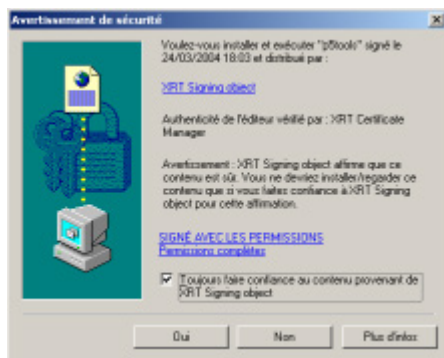 Avertissement de sécurité
Voulez-vous installer et exécuter "p5tools" signé le
24/03/2004 18:03 et distribué par :
XRT Signing object
Authenticité de l'éditeur vérifié par : XRT Certificate
Manager
Avertissement : XRT Signing object affirme que ce
contenu est sûr. Vous ne devriez installer/regarder ce
contenu que si vous faites confiance à XRT Signing
object pour cette affirmation.
SIGNÉ AVEC LES PERMISSIONS
Permissions complètes
Toujours faire confiance au contenu provenant de
XRT Signing object
Oui
Non
Plus d'infos